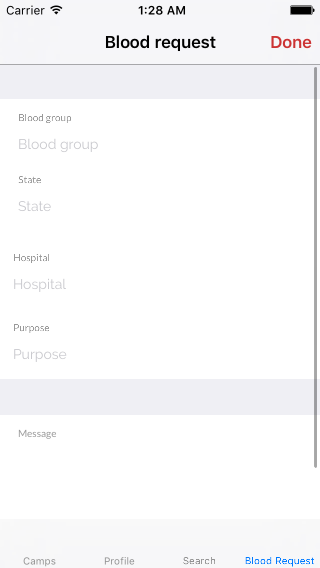 Carrier 1:28 AM
Blood request Done
Blood group
Blood group
State
State
Hospital
Hospital
Purpose
Purpose
Message
Camps Profile Search Blood Request